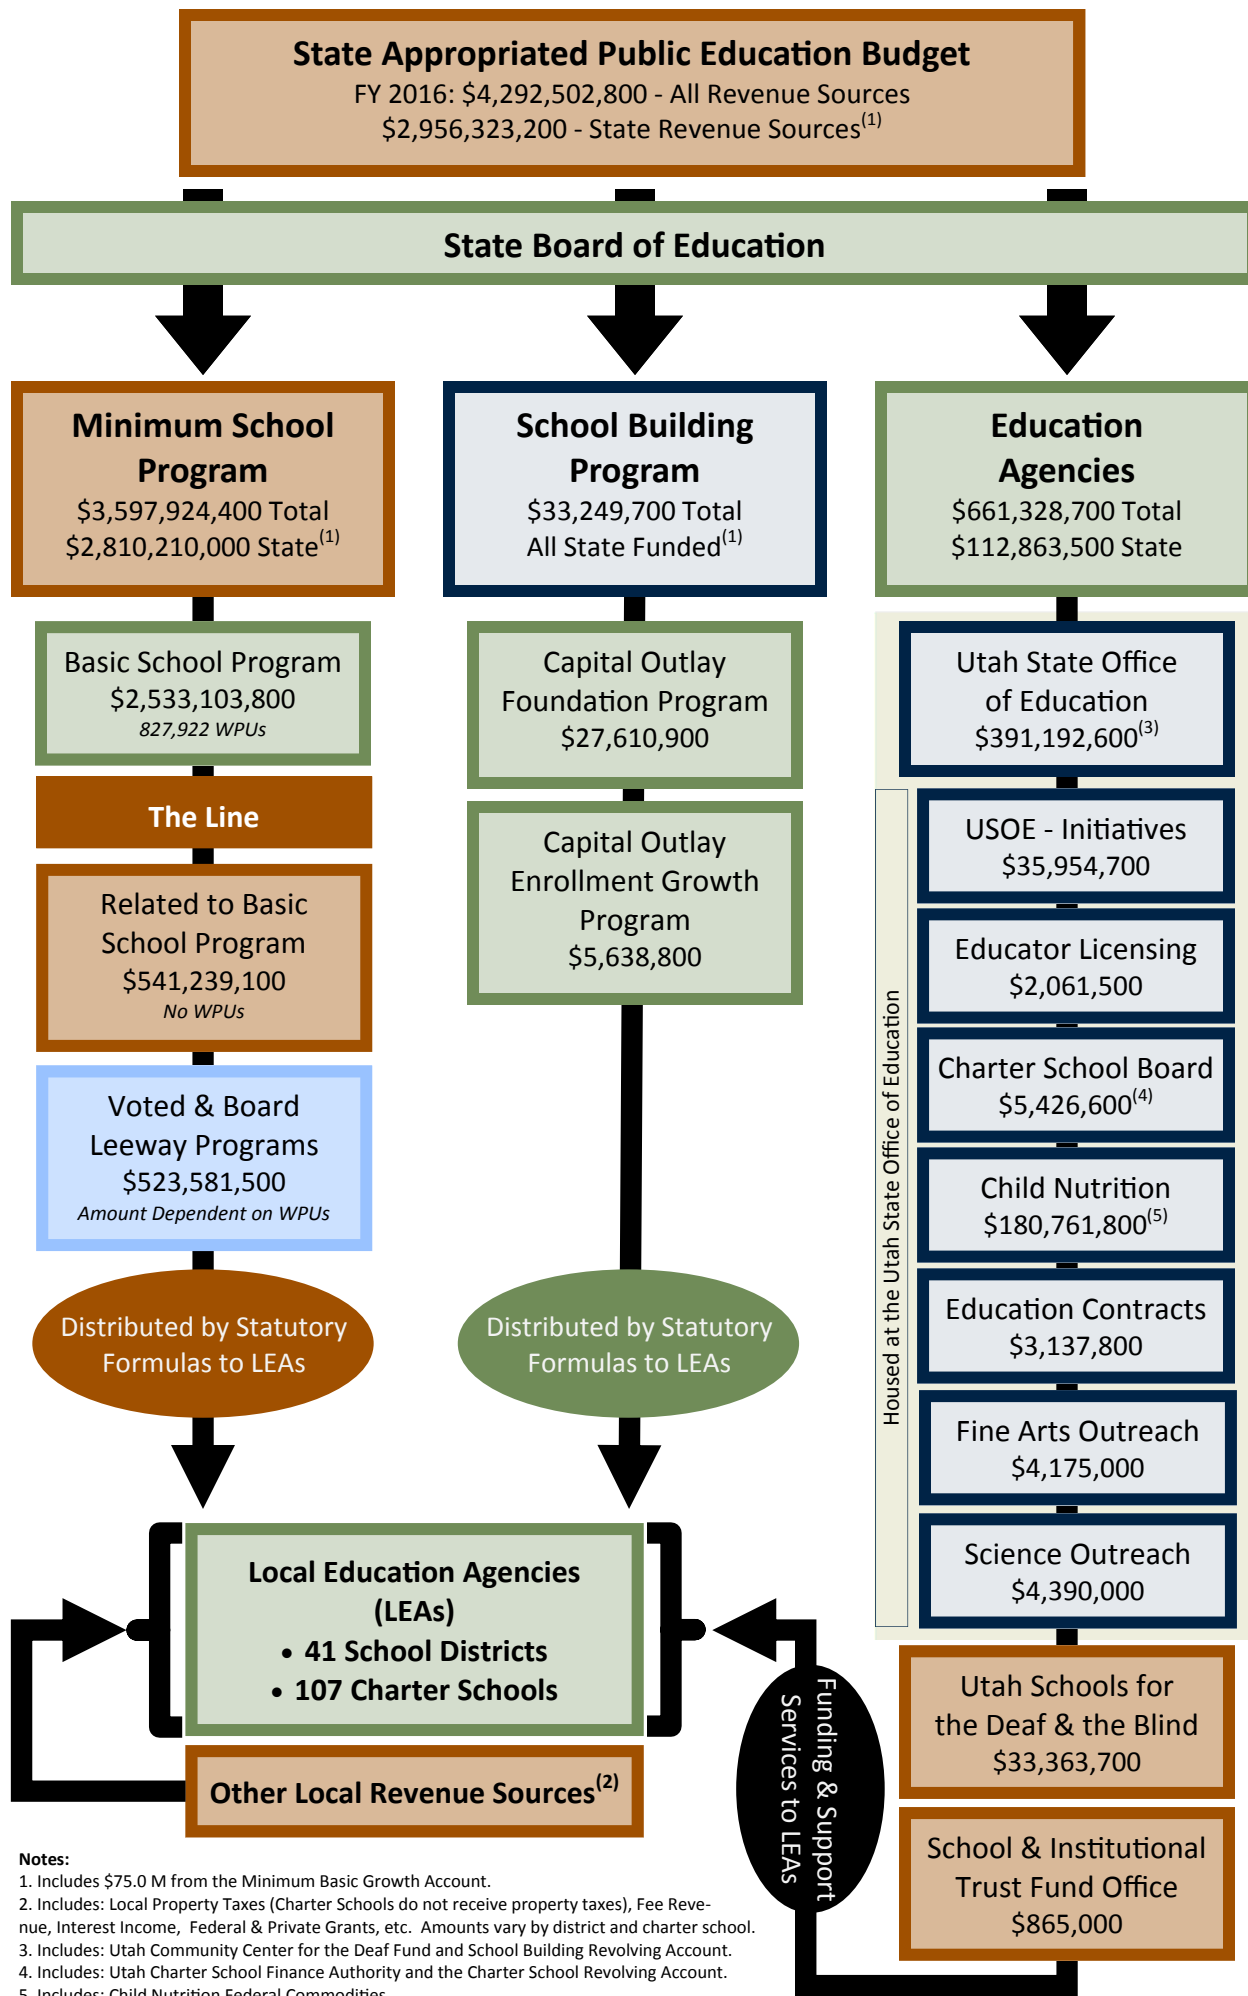 State Appropriated Public Education Budget
FY 2016: $4,292,502,800 - All Revenue Sources
$2,956,323,200 - State Revenue Sources(1)
State Board of Education
Minimum School
Program
$3,597,924,400 Total
$2,810,210,000 State(1)
School Building
Program
$33,249,700 Total
All State Funded(1)
Education
Agencies
$661,328,700 Total
$112,863,500 State
Basic School Program
$2,533,103,800
827,922 WPUs
The Line
Related to Basic
School Program
$541,239,100
No WPUs
Voted & Board
Leeway Programs
$523,581,500
Amount Dependent on WPUs
Distributed by Statutory
Formulas to LEAs
Capital Outlay
Foundation Program
$27,610,900
Capital Outlay
Enrollment Growth
Program
$5,638,800
Distributed by Statutory
Formulas to LEAs
Utah State Office
of Education
$391,192,600(3)
Housed at the Utah State Office of Education
USOE - Initiatives
$35,954,700
Educator Licensing
$2,061,500
Charter School Board
$5,426,600(4)
Child Nutrition
$180,761,800(5)
Education Contracts
$3,137,800
Fine Arts Outreach
$4,175,000
Science Outreach
$4,390,000
Utah Schools for
the Deaf & the Blind
$33,363,700
School & Institutional
Trust Fund Office
$865,000
Funding & Support
Services to LEAs
Local Education Agencies
(LEAs)
• 41 School Districts
• 107 Charter Schools
Other Local Revenue Sources(2)
Notes:
1. Includes $75.0 M from the Minimum Basic Growth Account.
2. Includes: Local Property Taxes (Charter Schools do not receive property taxes), Fee Reve-
nue, Interest Income, Federal & Private Grants, etc. Amounts vary by district and charter school.
3. Includes: Utah Community Center for the Deaf Fund and School Building Revolving Account.
4. Includes: Utah Charter School Finance Authority and the Charter School Revolving Account.
5. Includes: Child Nutrition Federal Commodities